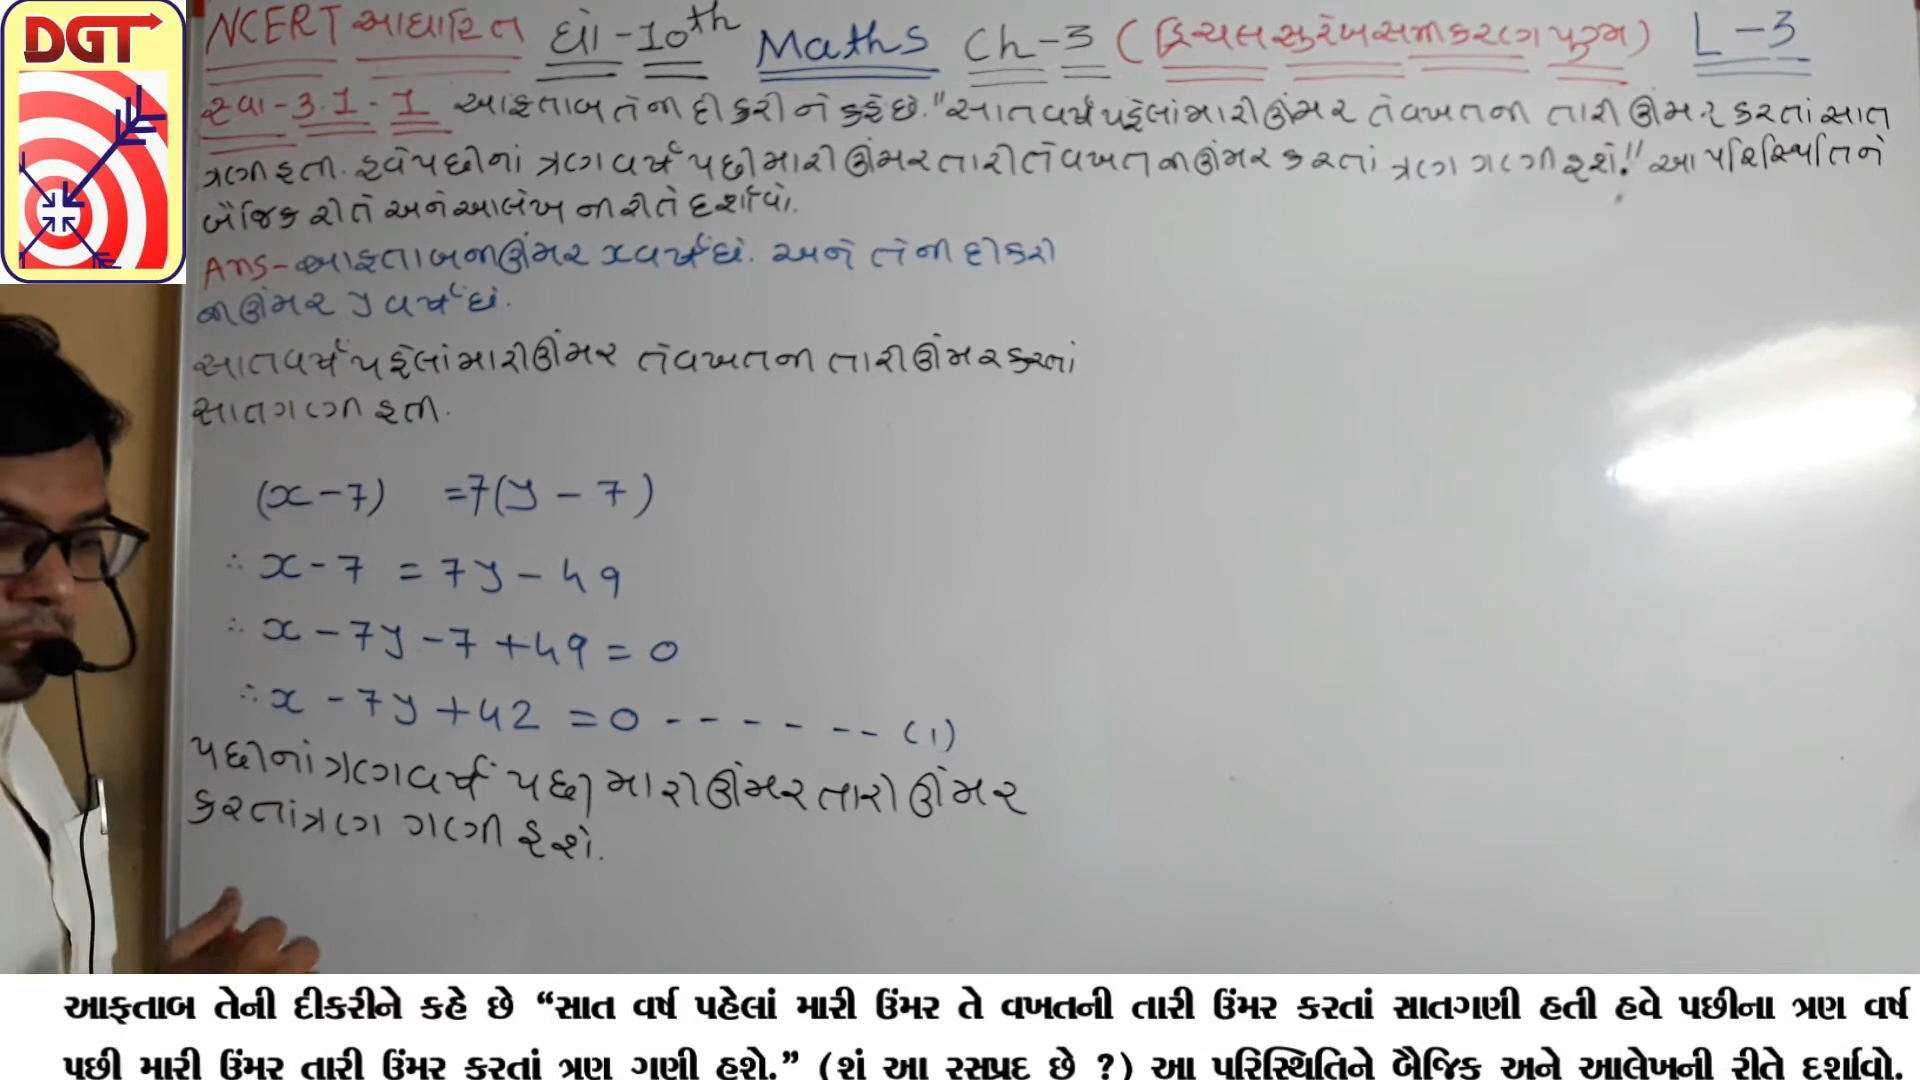 DGT
NCERT આધારિત ધો-10th Maths Ch-3 (દ્વિચલ સુરેખ સમીકરણ યુગ્મ) L-3
સ્વા-3.1-1 આફતાબ તેની દીકરીને કહે છે. "સાત વર્ષ પહેલાં મારી ઊંમર તે વખતની તારી ઊંમર કરતાં સાત
ગણી હતી. હવે પછીનાં ત્રણ વર્ષ પછી મારી ઊંમર તારી તે વખતની ઊંમર કરતાં ત્રણ ગણી હશે!" આ પરિસ્થિતિને
બૈજિક રીતે અને આલેખની રીતે દર્શાવો.
Ans- આફતાબની ઊંમર x વર્ષ છે. અને તેની દીકરી
ની ઊંમર y વર્ષ છે.
સાત વર્ષ પહેલાં મારી ઊંમર તે વખતની તારી ઊંમર કરતાં
સાત ગણી હતી.
(x-7) =7(y-7)
∴ x-7 = 7y-49
∴ x-7y-7+49=0
∴ x-7y+42=0 ------- (1)
પછીનાં ત્રણ વર્ષ પછી મારી ઊંમર તારી ઊંમર
કરતાં ત્રણ ગણી હશે.
આફતાબ તેની દીકરીને કહે છે “સાત વર્ષ પહેલાં મારી ઉંમર તે વખતની તારી ઉંમર કરતાં સાતગણી હતી હવે પછીના ત્રણ વર્ષ
પછી મારી ઉંમર તારી ઉંમર કરતાં ત્રણ ગણી હશે.” (શં આ રસપ્રદ છે ?) આ પરિસ્થિતિને બૈજિક અને આલેખની રીતે દર્શાવો.